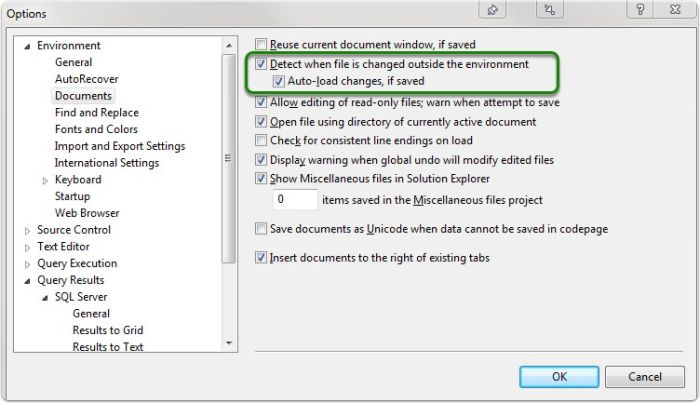 Options
Environment
General
AutoRecover
Documents
Find and Replace
Fonts and Colors
Import and Export Settings
International Settings
Keyboard
Startup
Web Browser
Source Control
Text Editor
Query Execution
Query Results
SQL Server
General
Results to Grid
Results to Text
Reuse current document window, if saved
Detect when file is changed outside the environment
Auto-load changes, if saved
Allow editing of read-only files; warn when attempt to save
Open file using directory of currently active document
Check for consistent line endings on load
Display warning when global undo will modify edited files
Show Miscellaneous files in Solution Explorer
0 items saved in the Miscellaneous files project
Save documents as Unicode when data cannot be saved in codepage
Insert documents to the right of existing tabs
OK
Cancel